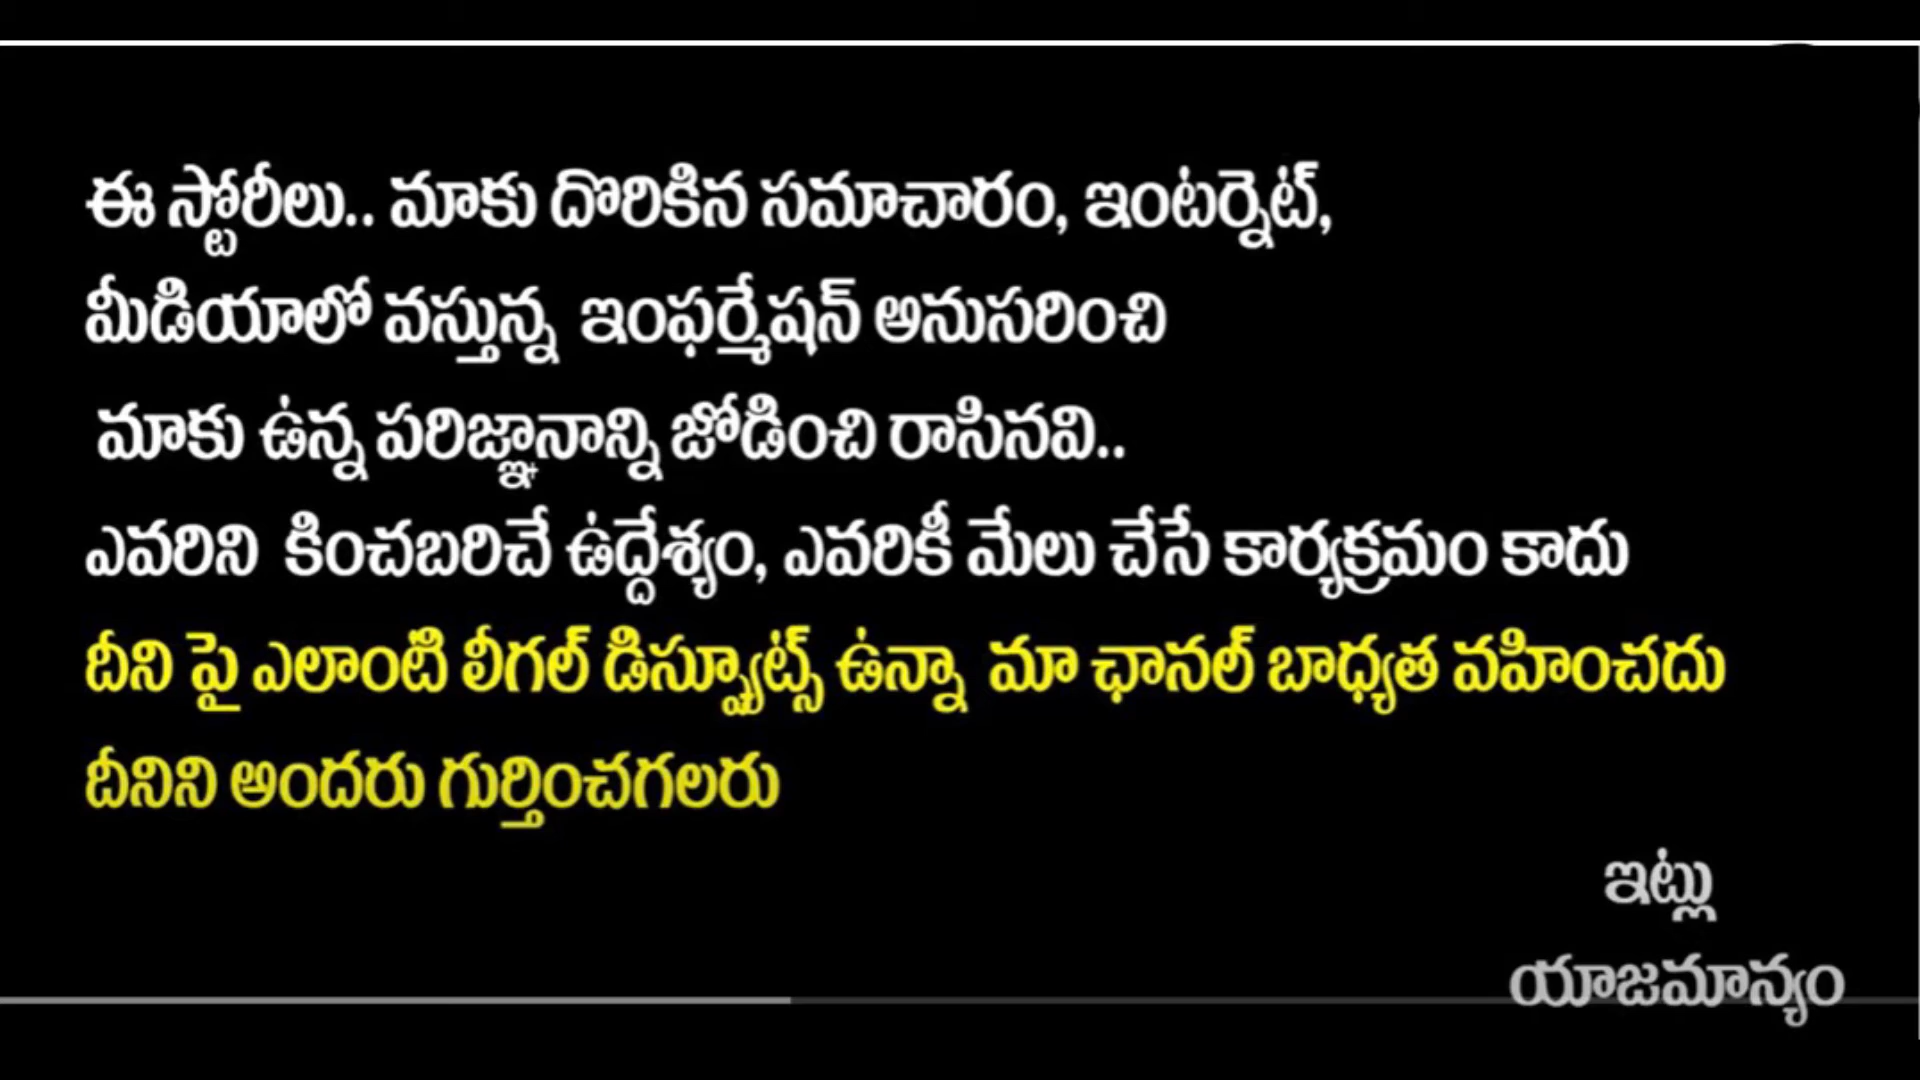 ఈ స్టోరీలు.. మాకు దొరికిన సమాచారం, ఇంటర్నెట్,
మీడియాలో వస్తున్న ఇంఫర్మేషన్ అనుసరించి
మాకు ఉన్న పరిజ్ఞానాన్ని జోడించి రాసినవి..
ఎవరిని కించబరిచే ఉద్దేశ్యం, ఎవరికీ మేలు చేసే కార్యక్రమం కాదు
దీని పై ఎలాంటి లీగల్ డిస్ప్యూట్స్ ఉన్నా మా ఛానల్ బాధ్యత వహించదు
దీనిని అందరు గుర్తించగలరు
ఇట్లు
యాజమాన్యం